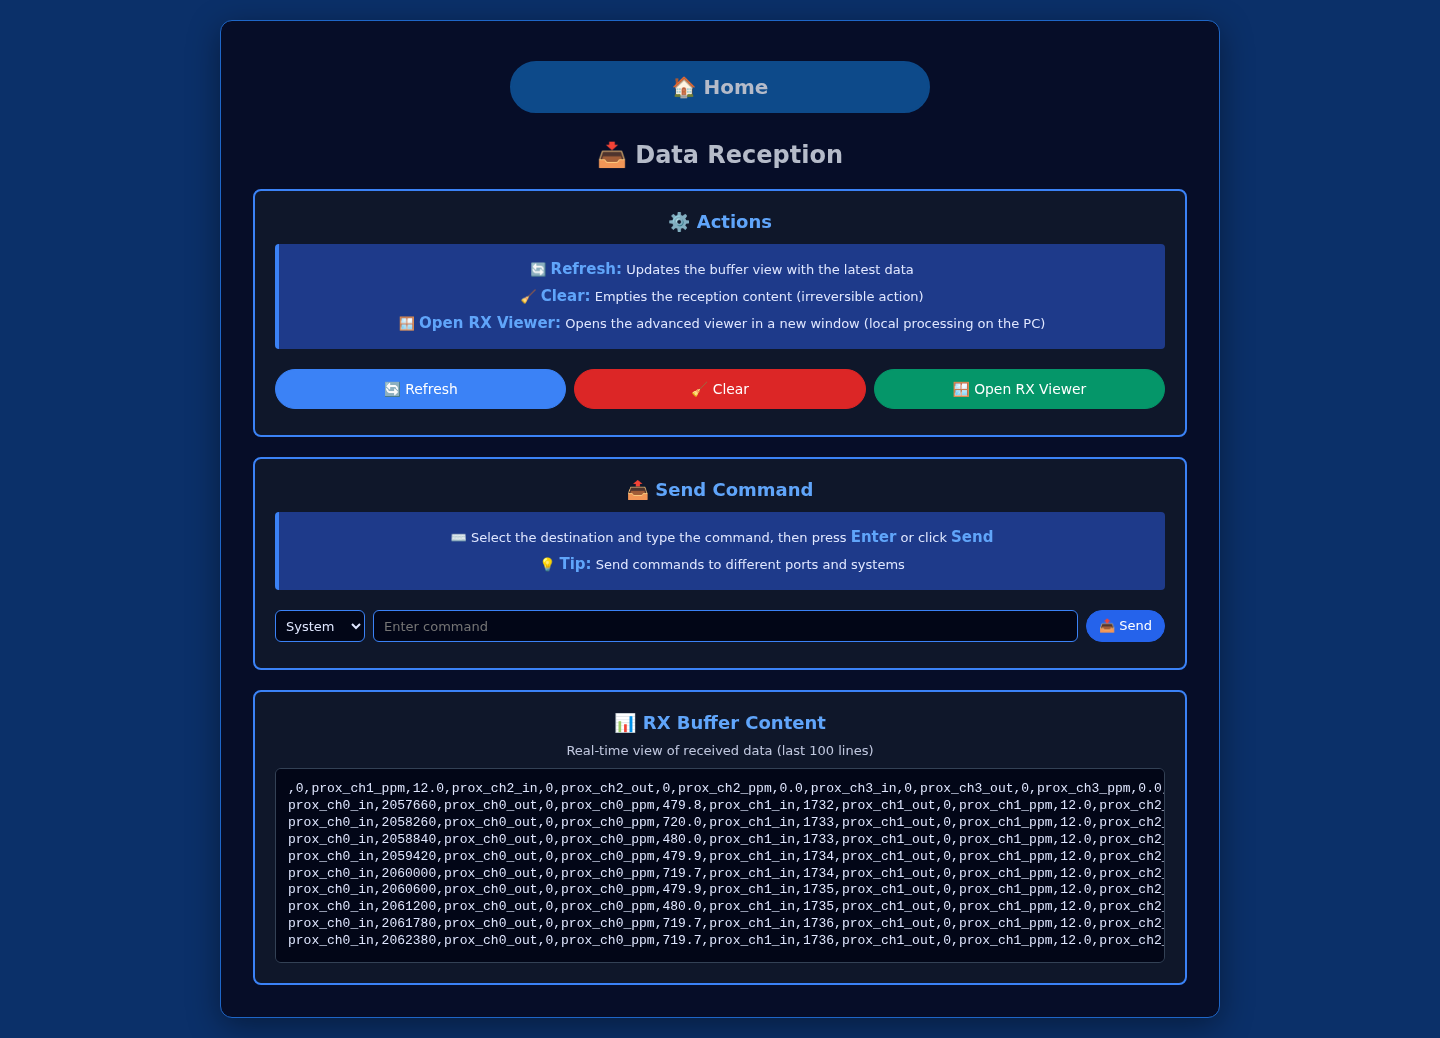 🏠 Home
📥 Data Reception
⚙️ Actions
🔄 Refresh: Updates the buffer view with the latest data
🧹 Clear: Empties the reception content (irreversible action)
🪟 Open RX Viewer: Opens the advanced viewer in a new window (local processing on the PC)
🔄 Refresh
🧹 Clear
🪟 Open RX Viewer
📤 Send Command
⌨️ Select the destination and type the command, then press Enter or click Send
💡 Tip: Send commands to different ports and systems
System
Enter command
📥 Send
📊 RX Buffer Content
Real-time view of received data (last 100 lines)
,0,prox_ch1_ppm,12.0,prox_ch2_in,0,prox_ch2_out,0,prox_ch2_ppm,0.0,prox_ch3_in,0,prox_ch3_out,0,prox_ch3_ppm,0.0,
prox_ch0_in,2057660,prox_ch0_out,0,prox_ch0_ppm,479.8,prox_ch1_in,1732,prox_ch1_out,0,prox_ch1_ppm,12.0,prox_ch2_
prox_ch0_in,2058260,prox_ch0_out,0,prox_ch0_ppm,720.0,prox_ch1_in,1733,prox_ch1_out,0,prox_ch1_ppm,12.0,prox_ch2_
prox_ch0_in,2058840,prox_ch0_out,0,prox_ch0_ppm,480.0,prox_ch1_in,1733,prox_ch1_out,0,prox_ch1_ppm,12.0,prox_ch2_
prox_ch0_in,2059420,prox_ch0_out,0,prox_ch0_ppm,479.9,prox_ch1_in,1734,prox_ch1_out,0,prox_ch1_ppm,12.0,prox_ch2_
prox_ch0_in,2060000,prox_ch0_out,0,prox_ch0_ppm,719.7,prox_ch1_in,1734,prox_ch1_out,0,prox_ch1_ppm,12.0,prox_ch2_
prox_ch0_in,2060600,prox_ch0_out,0,prox_ch0_ppm,479.9,prox_ch1_in,1735,prox_ch1_out,0,prox_ch1_ppm,12.0,prox_ch2_
prox_ch0_in,2061200,prox_ch0_out,0,prox_ch0_ppm,480.0,prox_ch1_in,1735,prox_ch1_out,0,prox_ch1_ppm,12.0,prox_ch2_
prox_ch0_in,2061780,prox_ch0_out,0,prox_ch0_ppm,719.7,prox_ch1_in,1736,prox_ch1_out,0,prox_ch1_ppm,12.0,prox_ch2_
prox_ch0_in,2062380,prox_ch0_out,0,prox_ch0_ppm,719.7,prox_ch1_in,1736,prox_ch1_out,0,prox_ch1_ppm,12.0,prox_ch2_